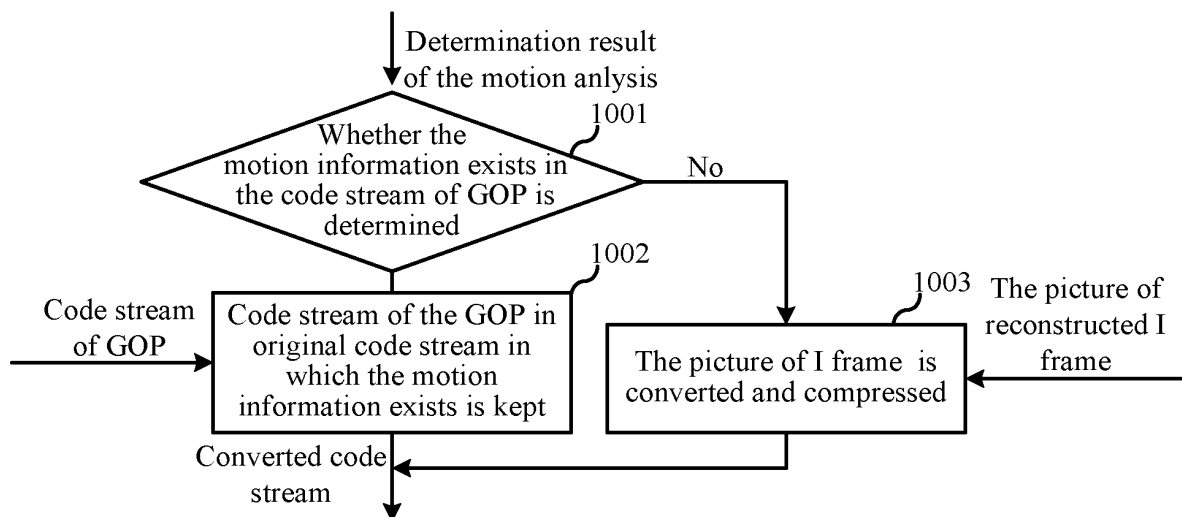 Determination result
of the motion anlysis
1001
Whether the
motion information exists in
the code stream of GOP is
determined
No
1002
Code stream
of GOP
Code stream of the GOP in
original code stream in
which the motion
information exists is kept
1003
The picture of
reconstructed I
frame
The picture of I frame is
converted and compressed
Converted code
stream